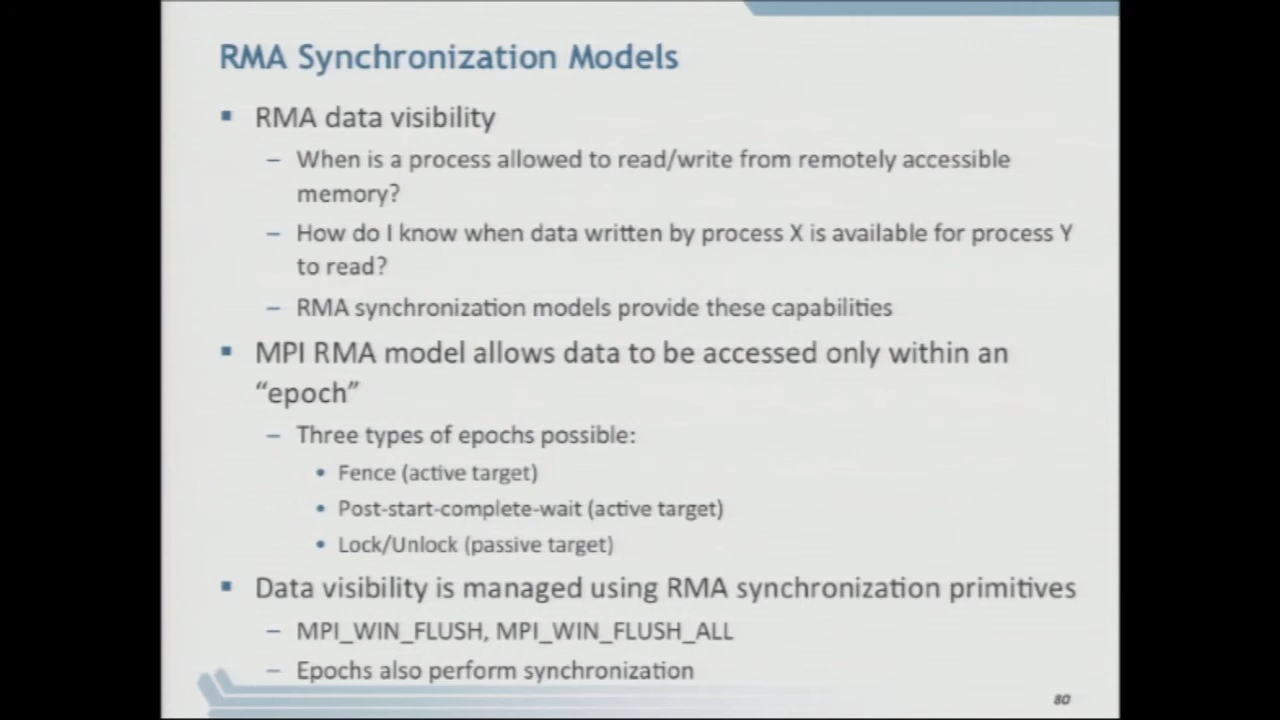 RMA Synchronization Models
▪ RMA data visibility
– When is a process allowed to read/write from remotely accessible
memory?
– How do I know when data written by process X is available for process Y
to read?
– RMA synchronization models provide these capabilities
▪ MPI RMA model allows data to be accessed only within an
“epoch”
– Three types of epochs possible:
• Fence (active target)
• Post-start-complete-wait (active target)
• Lock/Unlock (passive target)
▪ Data visibility is managed using RMA synchronization primitives
– MPI_WIN_FLUSH, MPI_WIN_FLUSH_ALL
– Epochs also perform synchronization
80